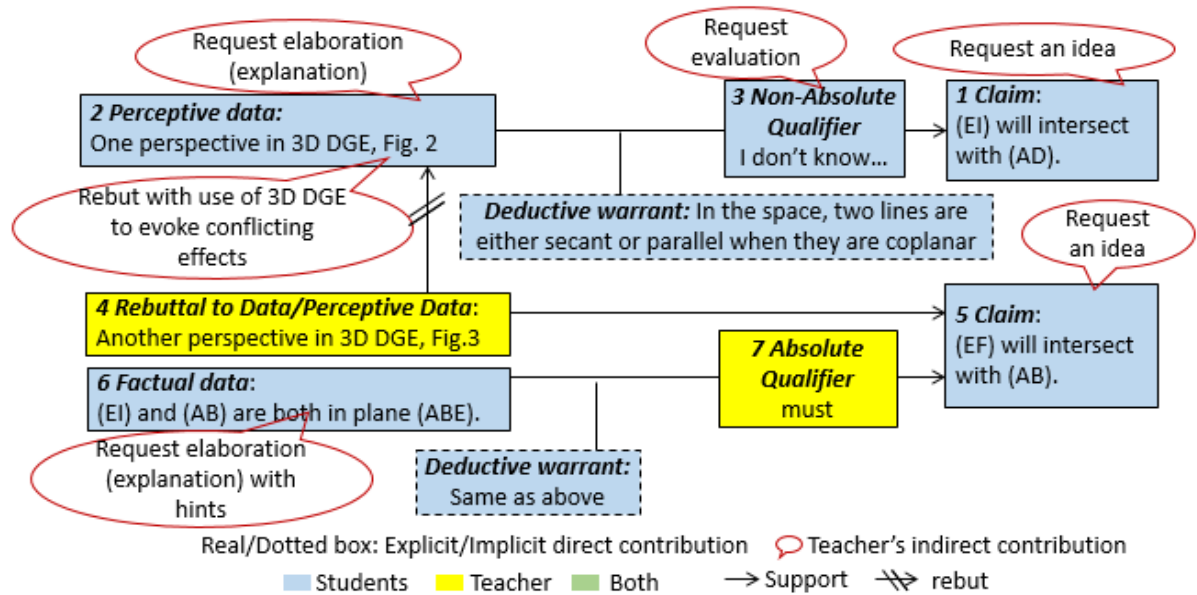 Request elaboration
(explanation)
Request
evaluation
Request an idea
2 Perceptive data:
One perspective in 3D DGE, Fig. 2
3 Non-Absolute
Qualifier
I don't know…
1 Claim:
(EI) will intersect
with (AD).
Rebut with use of 3D DGE
to evoke conflicting
effects
Deductive warrant: In the space, two lines are
either secant or parallel when they are coplanar
Request
an idea
4 Rebuttal to Data/Perceptive Data:
Another perspective in 3D DGE, Fig.3
5 Claim:
(EF) will intersect
with (AB).
7 Absolute
Qualifier
must
6 Factual data:
(EI) and (AB) are both in plane (ABE).
Request elaboration
(explanation) with
hints
Deductive warrant:
Same as above
Real/Dotted box: Explicit/Implicit direct contribution Teacher's indirect contribution
Students Teacher Both Support rebut